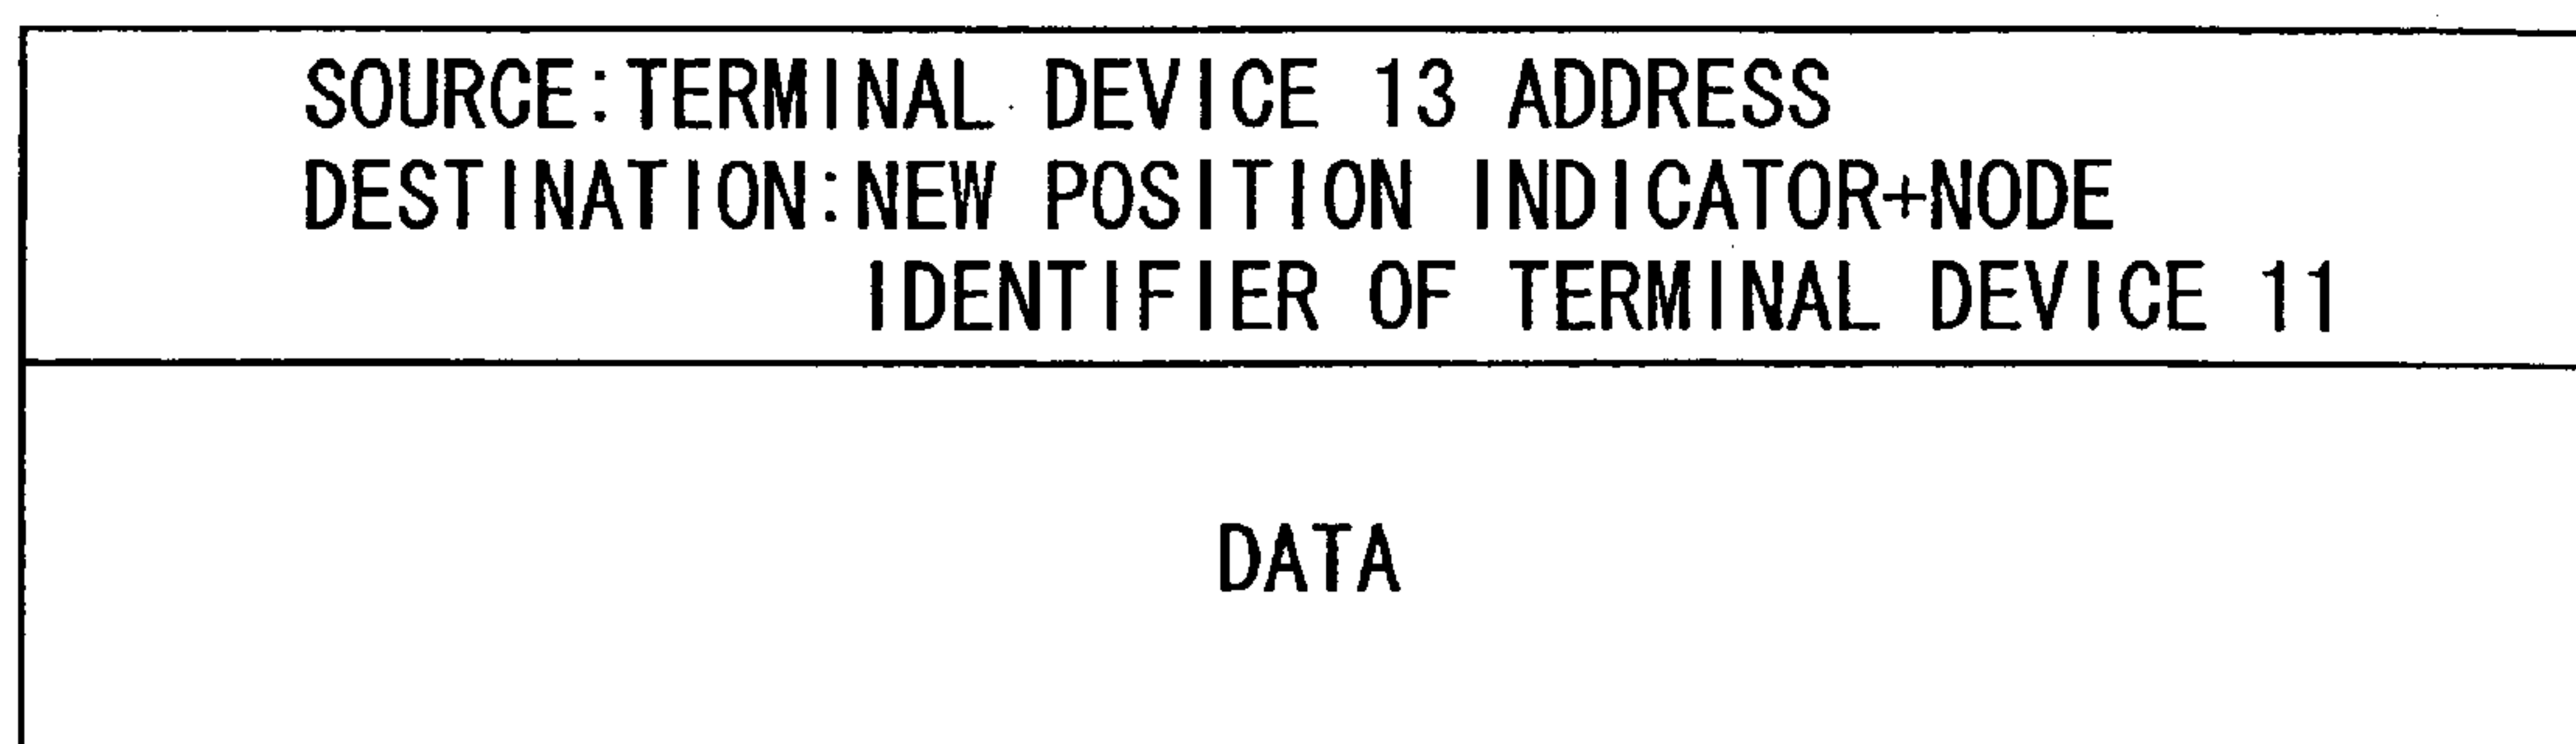 SOURCE:TERMINAL DEVICE 13 ADDRESS
DESTINATION:NEW POSITION INDICATOR+NODE
IDENTIFIER OF TERMINAL DEVICE 11
DATA